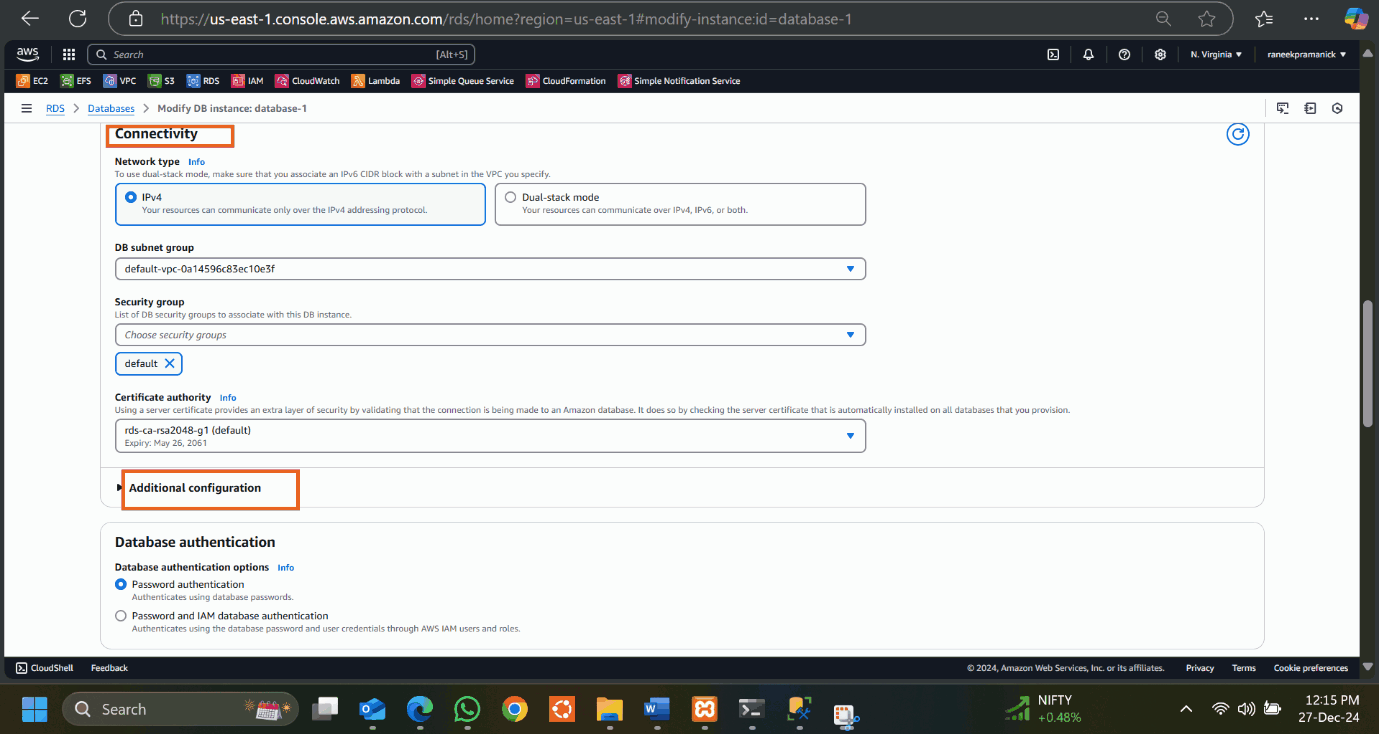 https://us-east-1.console.aws.amazon.com/rds/home?region=us-east-1#modify-instance:id=database-1
aws
Search [Alt+S]
N. Virginia
raneekpramanick
EC2 EFS VPC S3 RDS IAM CloudWatch Lambda Simple Queue Service CloudFormation Simple Notification Service
RDS > Databases > Modify DB instance: database-1
Connectivity
Network type Info
To use dual-stack mode, make sure that you associate an IPv6 CIDR block with a subnet in the VPC you specify.
IPv4
Your resources can communicate only over the IPv4 addressing protocol.
Dual-stack mode
Your resources can communicate over IPv4, IPv6, or both.
DB subnet group
default-vpc-0a14596c83ec10e3f
Security group
List of DB security groups to associate with this DB instance.
Choose security groups
default
Certificate authority Info
Using a server certificate provides an extra layer of security by validating that the connection is being made to an Amazon database. It does so by checking the server certificate that is automatically installed on all databases that you provision.
rds-ca-rsa2048-g1 (default)
Expiry: May 26, 2061
Additional configuration
Database authentication
Database authentication options Info
Password authentication
Authenticates using database passwords.
Password and IAM database authentication
Authenticates using the database password and user credentials through AWS IAM users and roles.
CloudShell Feedback © 2024, Amazon Web Services, Inc. or its affiliates. Privacy Terms Cookie preferences
Search
NIFTY
+0.48%
12:15 PM
27-Dec-24